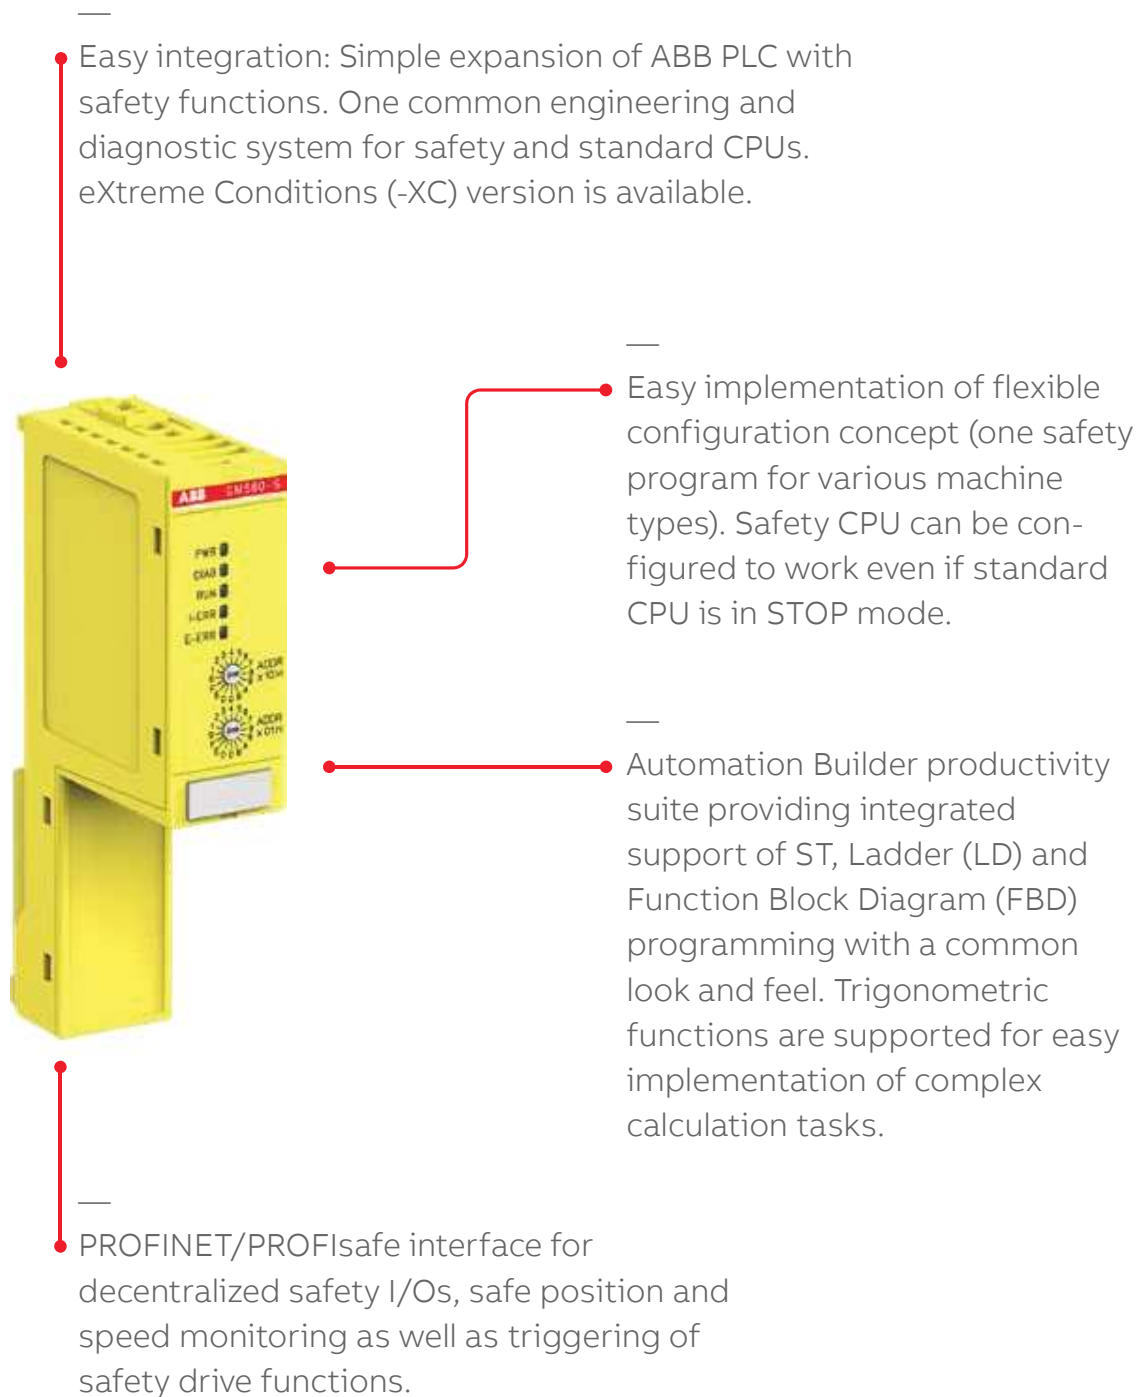 Easy integration: Simple expansion of ABB PLC with
safety functions. One common engineering and
diagnostic system for safety and standard CPUs.
eXtreme Conditions (-XC) version is available.
Easy implementation of flexible
configuration concept (one safety
program for various machine
types). Safety CPU can be con-
figured to work even if standard
CPU is in STOP mode.
ABB
PWR
DIAG
RUN
I-ERR
E-ERR
ADDR
x 10H
ADDR
x 01H
Automation Builder productivity
suite providing integrated
support of ST, Ladder (LD) and
Function Block Diagram (FBD)
programming with a common
look and feel. Trigonometric
functions are supported for easy
implementation of complex
calculation tasks.
PROFINET/PROFIsafe interface for
decentralized safety I/Os, safe position and
speed monitoring as well as triggering of
safety drive functions.